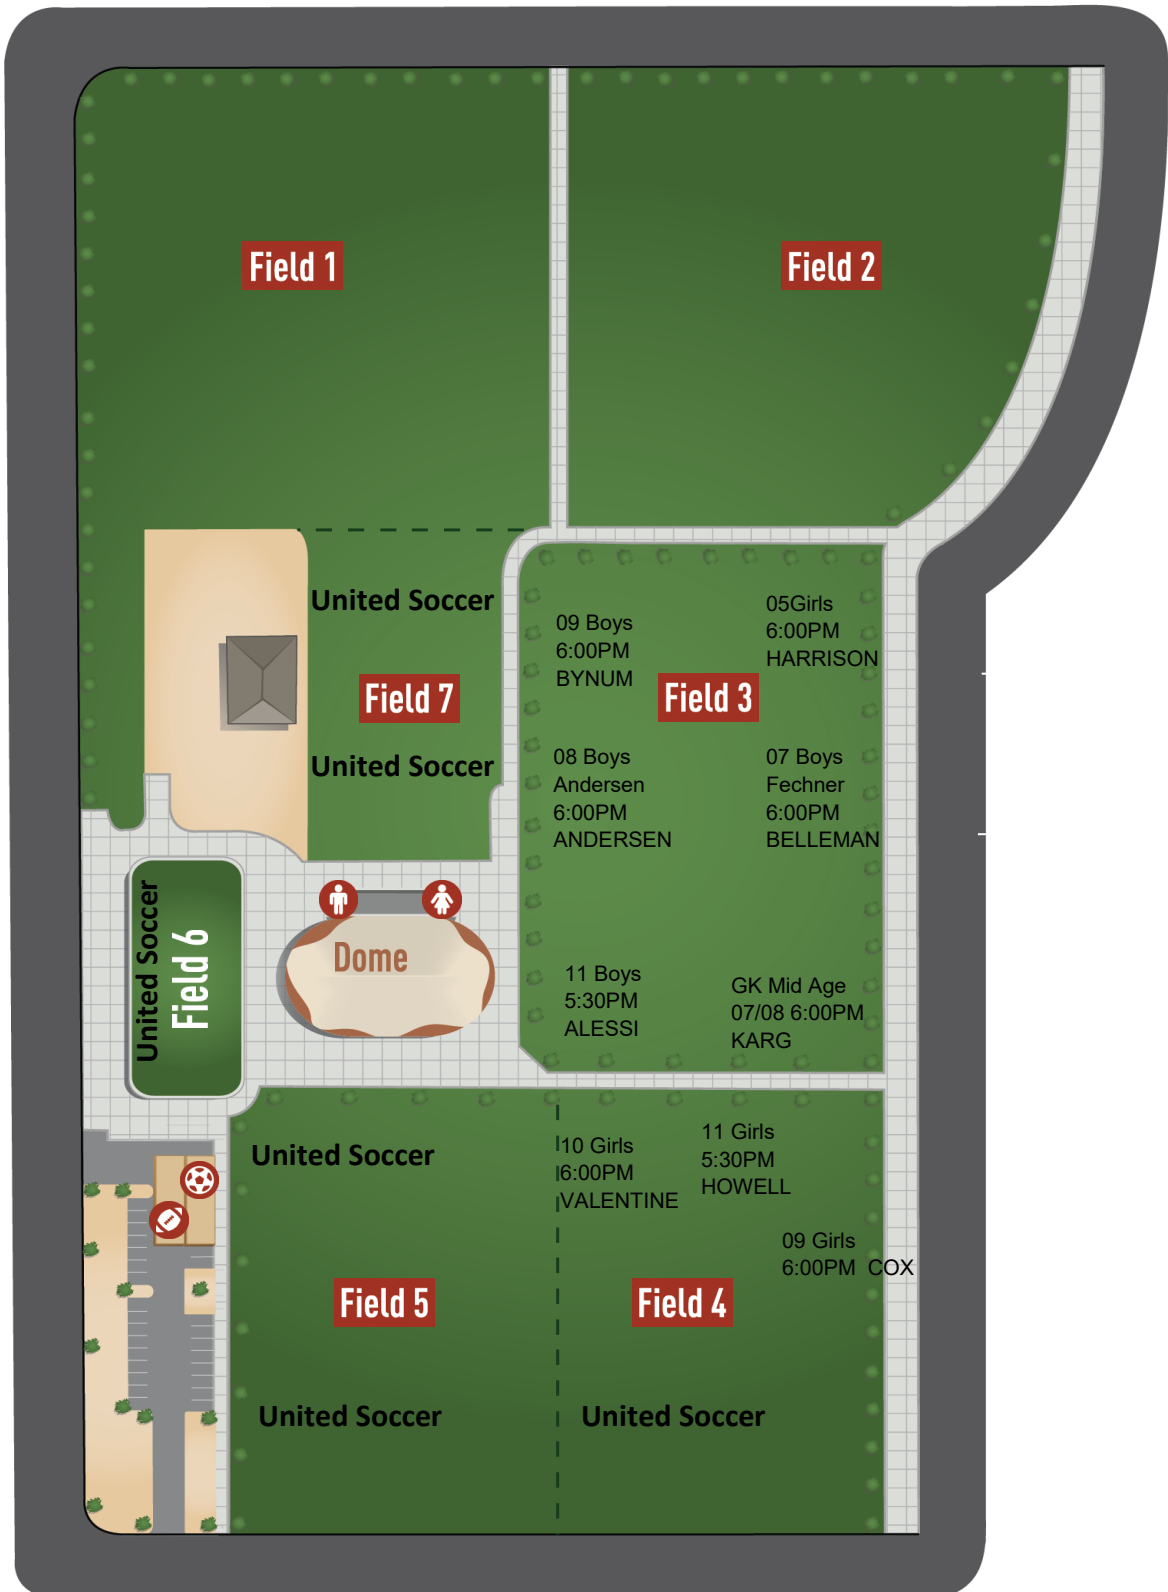 Field 1
Field 2
United Soccer
Field 7
United Soccer
09 Boys
6:00PM
BYNUM
05Girls
6:00PM
HARRISON
Field 3
08 Boys
Andersen
6:00PM
ANDERSEN
07 Boys
Fechner
6:00PM
BELLEMAN
11 Boys
5:30PM
ALESSI
GK Mid Age
07/08 6:00PM
KARG
United Soccer
Field 6
Dome
United Soccer
Field 5
United Soccer
10 Girls
6:00PM
VALENTINE
11 Girls
5:30PM
HOWELL
09 Girls
6:00PM COX
Field 4
United Soccer